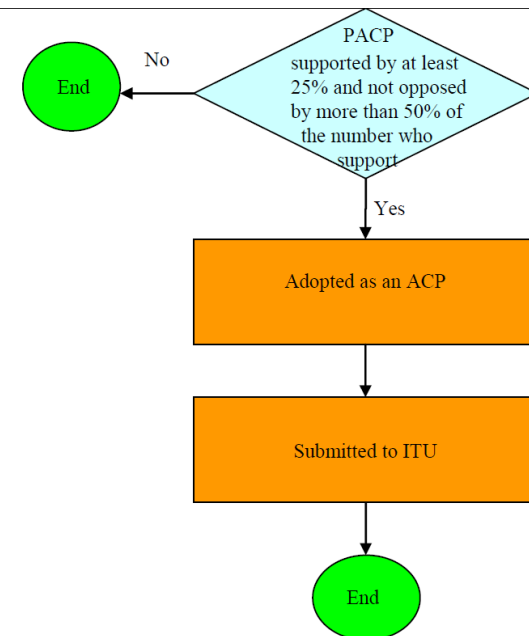 PACP
supported by at least
25% and not opposed
by more than 50% of
the number who
support
No
End
Yes
Adopted as an ACP
Submitted to ITU
End